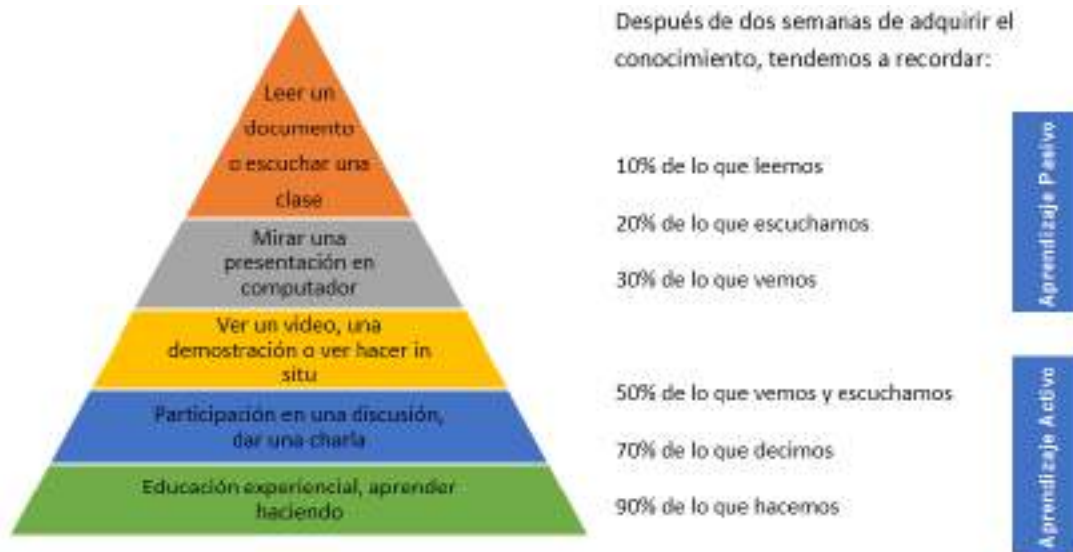 Después de dos semanas de adquirir el
conocimiento, tendemos a recordar:
Leer un
documento
o escuchar una
clase
Mirar una
presentación en
computador
Ver un video, una
demostración o ver hacer in
situ
Participación en una discusión,
dar una charla
Educación experiencial, aprender
haciendo
10% de lo que leemos
20% de lo que escuchamos
30% de lo que vemos
50% de lo que vemos y escuchamos
70% de lo que decimos
90% de lo que hacemos
Aprendizaje Pasivo
Aprendizaje Activo